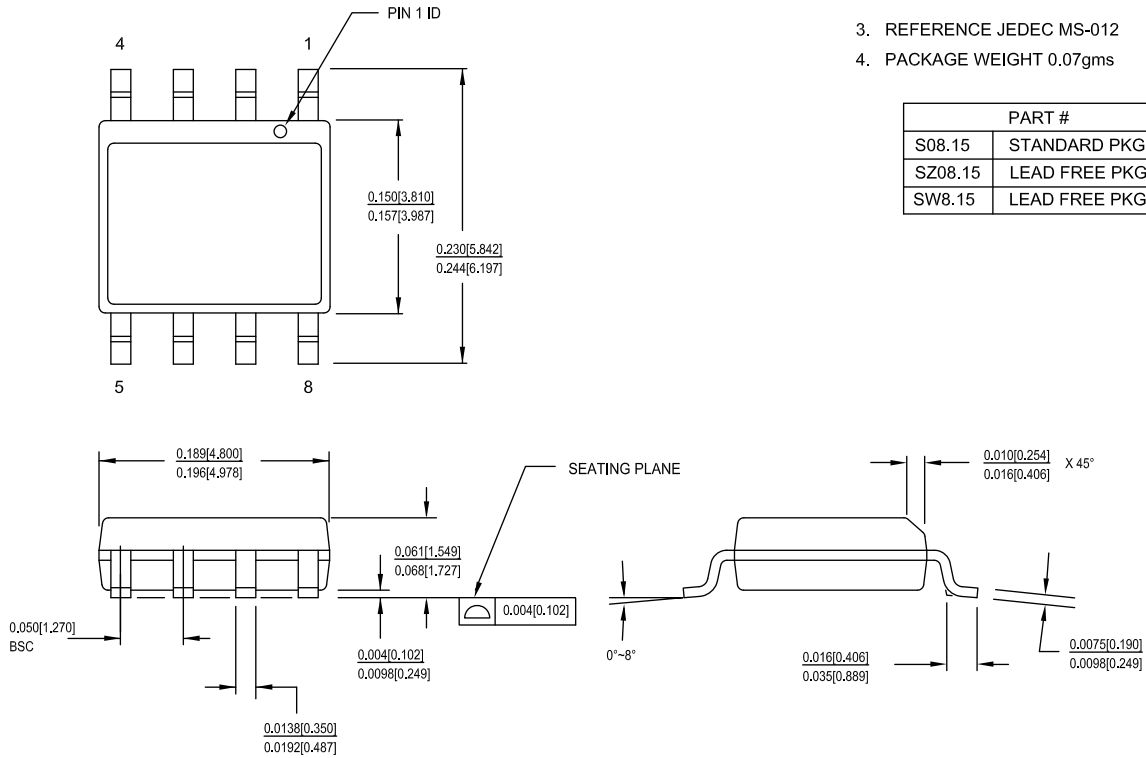 PIN 1 ID
4
1
3. REFERENCE JEDEC MS-012
4. PACKAGE WEIGHT 0.07gms
PART #
S08.15 STANDARD PKG
SZ08.15 LEAD FREE PKG
SW8.15 LEAD FREE PKG
0.150[3.810]
0.157[3.987]
0.230[5.842]
0.244[6.197]
5
8
0.189[4.800]
0.196[4.978]
SEATING PLANE
0.010[0.254]
0.016[0.406]
X 45°
0.061[1.549]
0.068[1.727]
0.004[0.102]
0.050[1.270]
BSC
0.004[0.102]
0.0098[0.249]
0°~8°
0.016[0.406]
0.035[0.889]
0.0075[0.190]
0.0098[0.249]
0.0138[0.350]
0.0192[0.487]